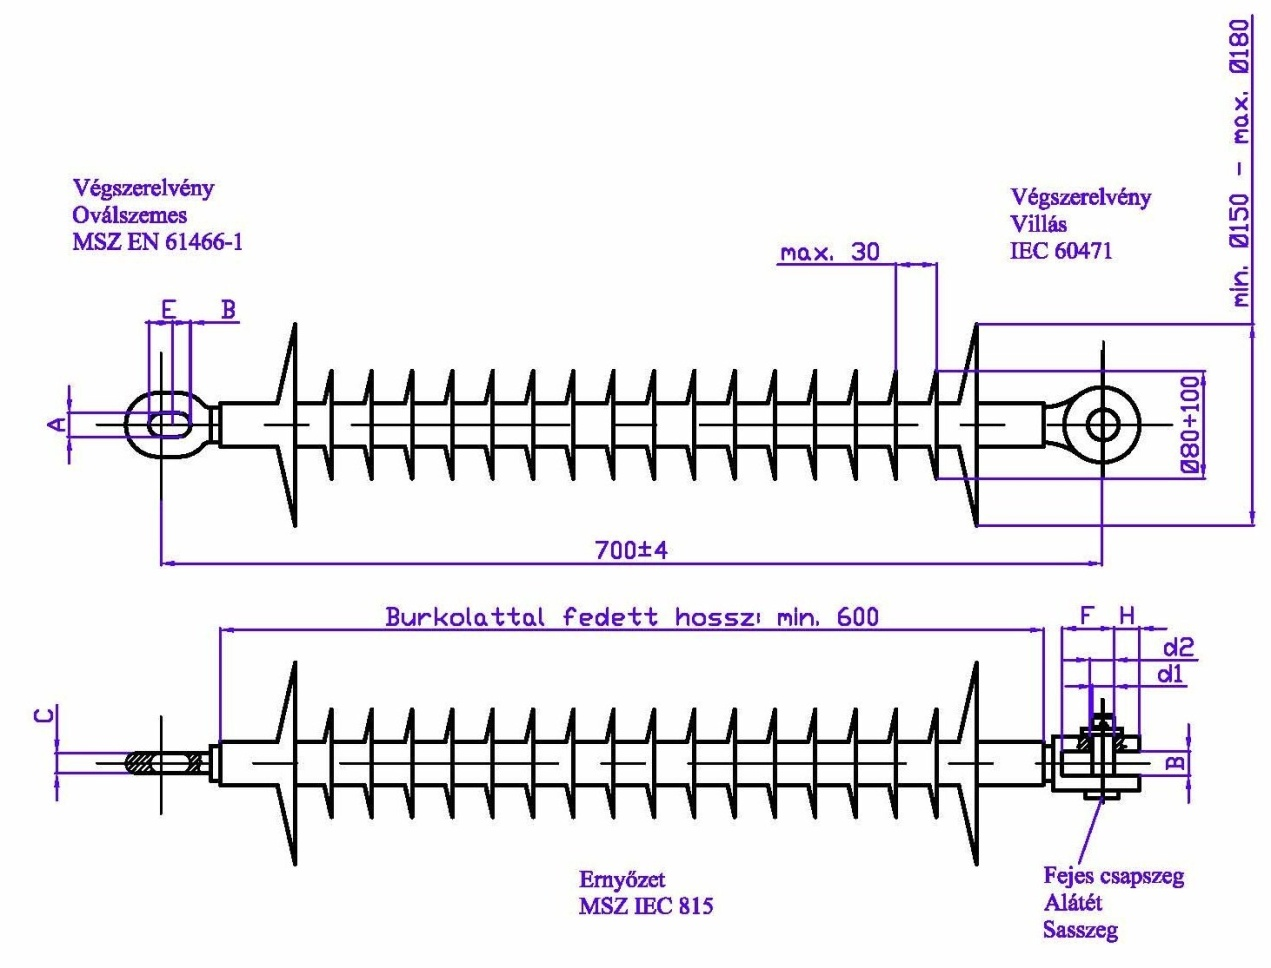 min. Ø150 - max. Ø180
Végszerelvény
Oválszemes
MSZ EN 61466-1
Végszerelvény
Villás
IEC 60471
max. 30
E B
A
Ø80÷100
700±4
Burkolattal fedett hossz: min. 600
F H
d2
d1
C
B
Ernyőzet
MSZ IEC 815
Fejes csapszeg
Alátét
Sasszeg